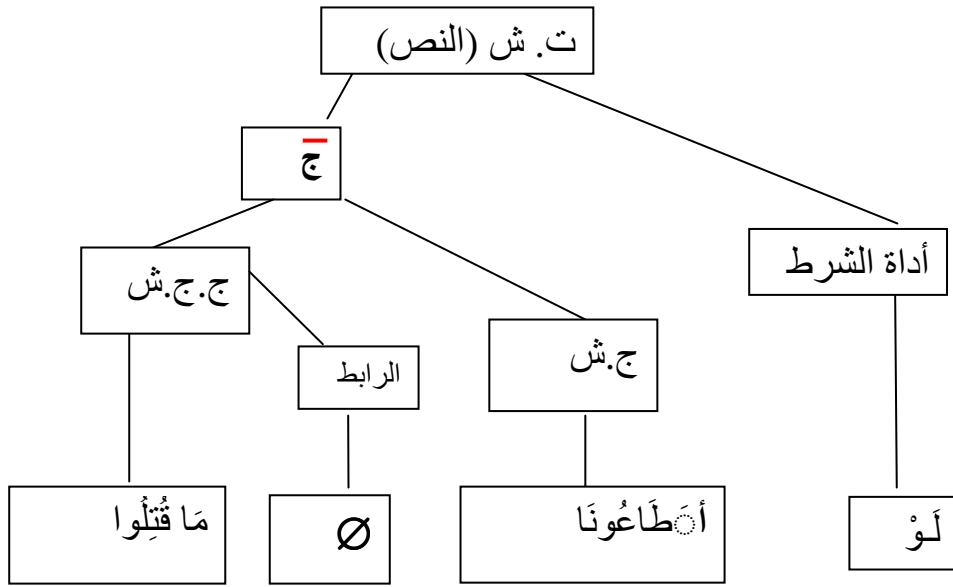 ت. ش (النص)
جَ
أداة الشرط
ج.ج.ش
الرابط
ج.ش
لَوْ
أَطَاعُونَا
∅
مَا قُتِلُوا